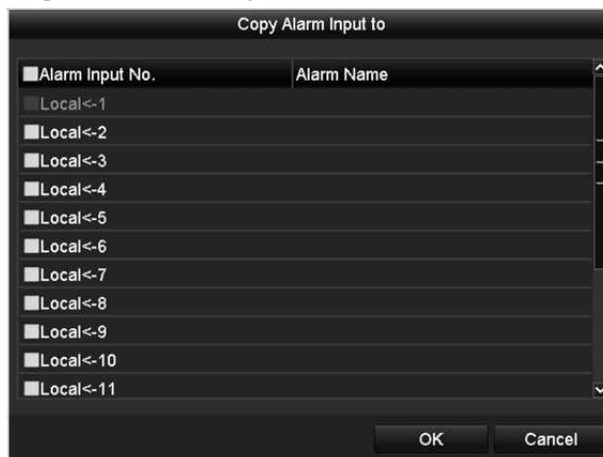 Copy Alarm Input to
Alarm Input No. Alarm Name
Local<-1
Local<-2
Local<-3
Local<-4
Local<-5
Local<-6
Local<-7
Local<-8
Local<-9
Local<-10
Local<-11
OK Cancel